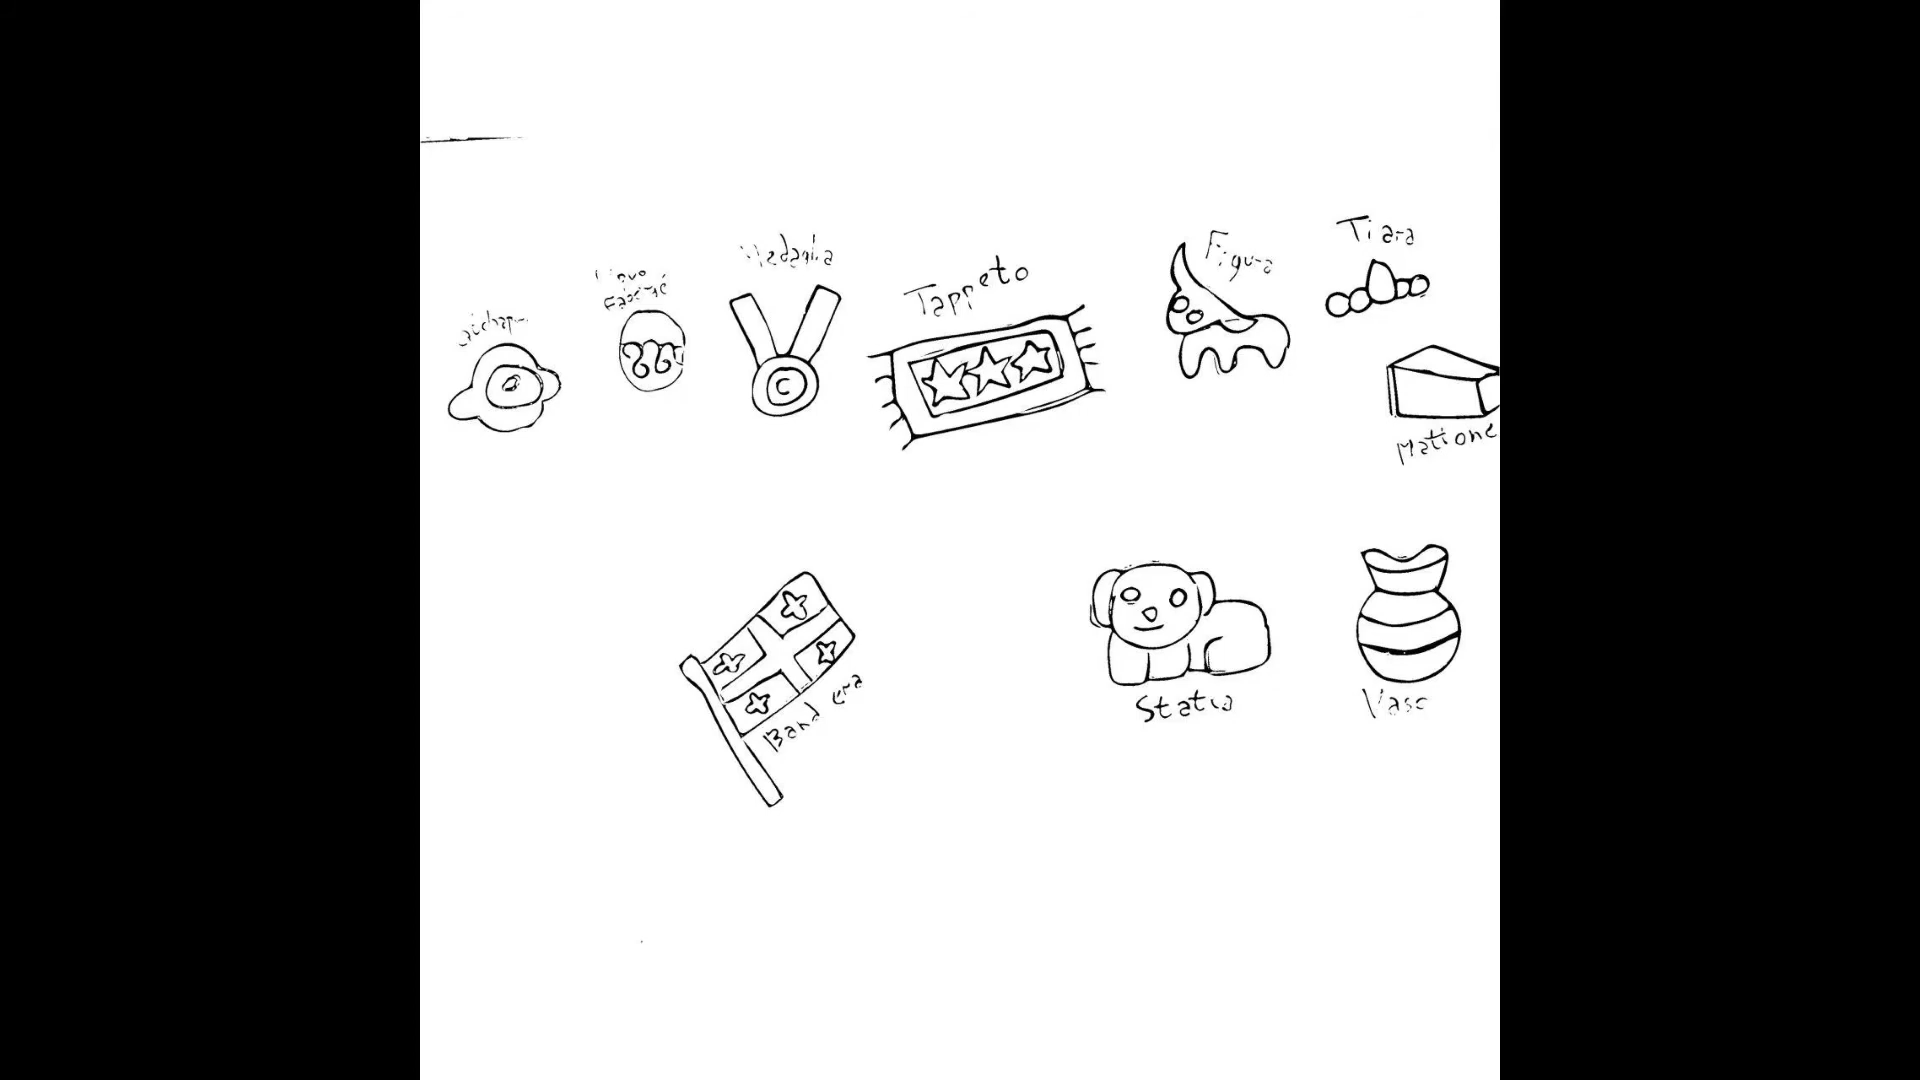 Tappeto
Figura
Tiara
Medaglia
C
Mattone
Bandiera
Statua
Vaso